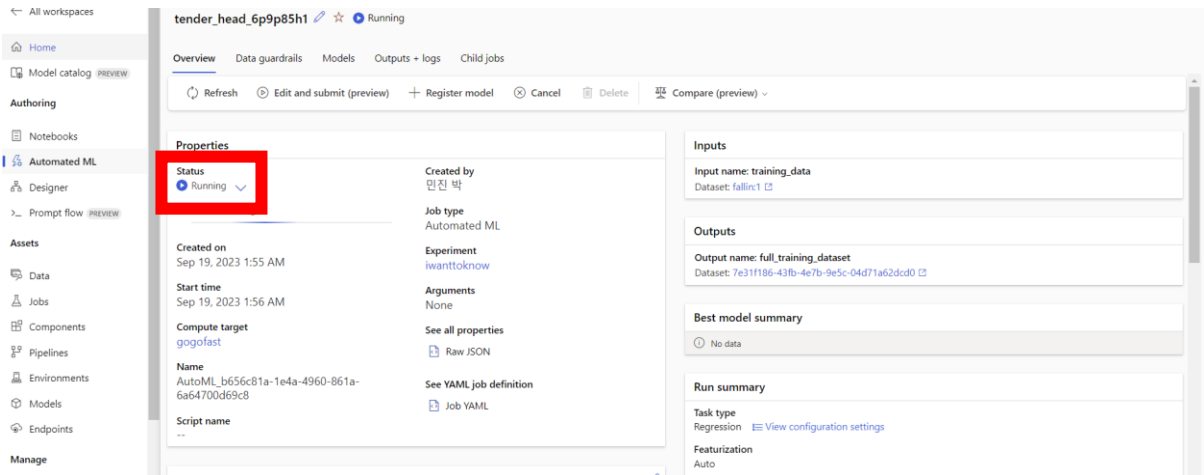 All workspaces
Home
Model catalog PREVIEW
Authoring
Notebooks
Automated ML
Designer
Prompt flow PREVIEW
Assets
Data
Jobs
Components
Pipelines
Environments
Models
Endpoints
Manage
tender_head_6p9p85h1 Running
Overview Data guardrails Models Outputs + logs Child jobs
Refresh Edit and submit (preview) Register model Cancel Delete Compare (preview)
Properties
Status
Running
Created on
Sep 19, 2023 1:55 AM
Start time
Sep 19, 2023 1:56 AM
Compute target
gogofast
Name
AutoML_b656c81a-1e4a-4960-861a-
6a64700d69c8
Script name
--
Created by
민진 박
Job type
Automated ML
Experiment
iwanttoknow
Arguments
None
See all properties
Raw JSON
See YAML job definition
Job YAML
Inputs
Input name: training_data
Dataset: fallin:1
Outputs
Output name: full_training_dataset
Dataset: 7e31f186-43fb-4e7b-9e5c-04d71a62dcd0
Best model summary
No data
Run summary
Task type
Regression View configuration settings
Featurization
Auto